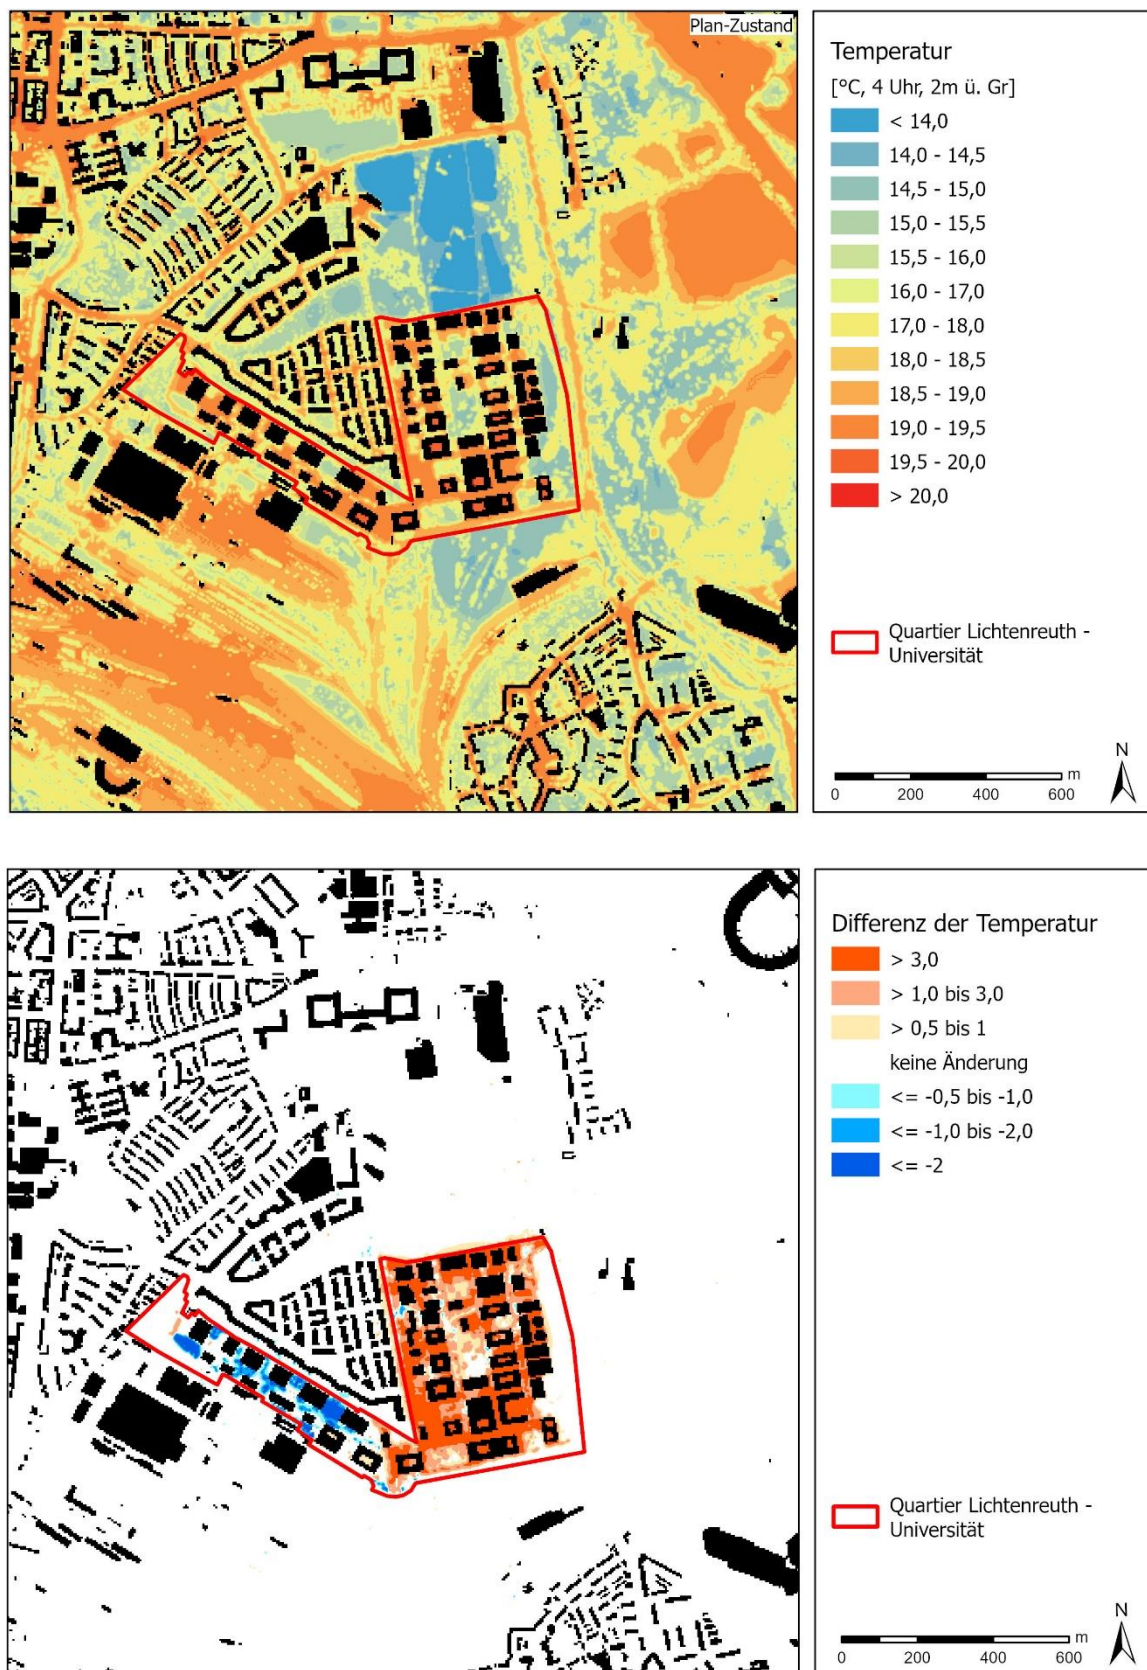 Plan-Zustand
Temperatur
[°C, 4 Uhr, 2m ü. Gr]
< 14,0
14,0 - 14,5
14,5 - 15,0
15,0 - 15,5
15,5 - 16,0
16,0 - 17,0
17,0 - 18,0
18,0 - 18,5
18,5 - 19,0
19,0 - 19,5
19,5 - 20,0
> 20,0
Quartier Lichtenreuth -
Universität
N
m
0 200 400 600
Differenz der Temperatur
> 3,0
> 1,0 bis 3,0
> 0,5 bis 1
keine Änderung
<= -0,5 bis -1,0
<= -1,0 bis -2,0
<= -2
Quartier Lichtenreuth -
Universität
N
m
0 200 400 600